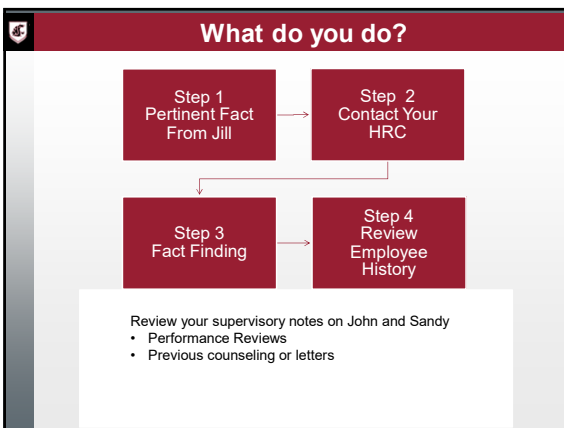 What do you do?
Step 1
Pertinent Fact
From Jill
Step 2
Contact Your
HRC
Step 3
Fact Finding
Step 4
Review
Employee
History
Review your supervisory notes on John and Sandy
• Performance Reviews
• Previous counseling or letters